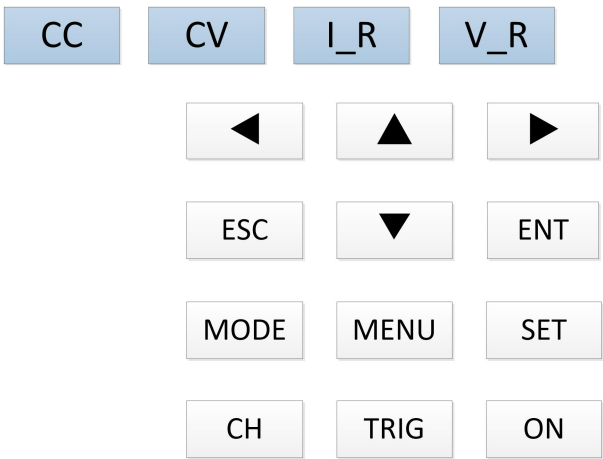 CC CV I_R V_R
◀ ▲ ▶
ESC ▼ ENT
MODE MENU SET
CH TRIG ON